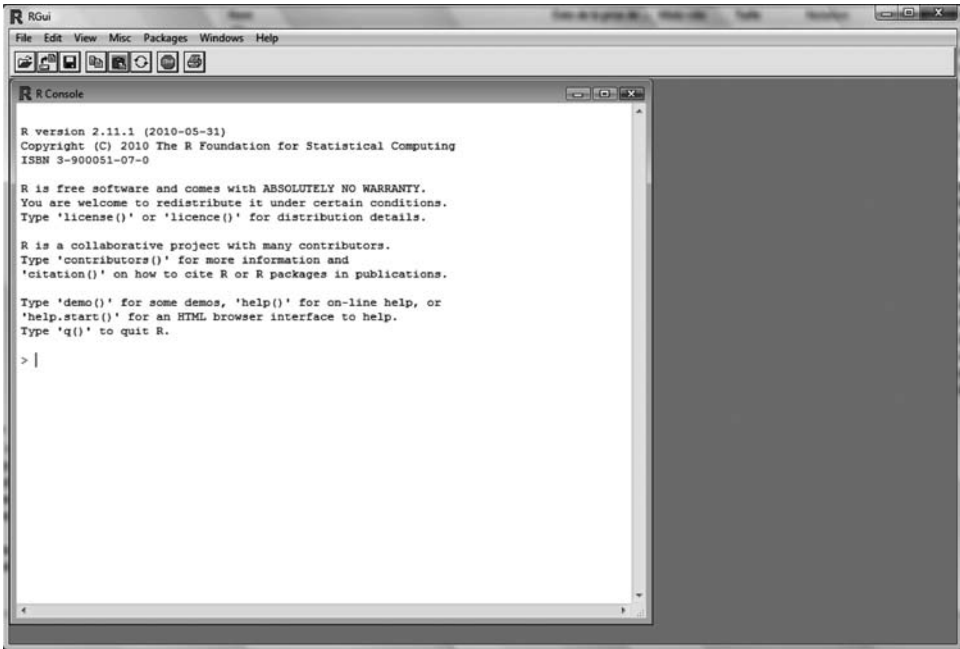 RGui
File Edit View Misc Packages Windows Help
R Console
R version 2.11.1 (2010-05-31)
Copyright (C) 2010 The R Foundation for Statistical Computing
ISBN 3-900051-07-0
R is free software and comes with ABSOLUTELY NO WARRANTY.
You are welcome to redistribute it under certain conditions.
Type 'license()' or 'licence()' for distribution details.
R is a collaborative project with many contributors.
Type 'contributors()' for more information and
'citation()' on how to cite R or R packages in publications.
Type 'demo()' for some demos, 'help()' for on-line help, or
'help.start()' for an HTML browser interface to help.
Type 'q()' to quit R.
>